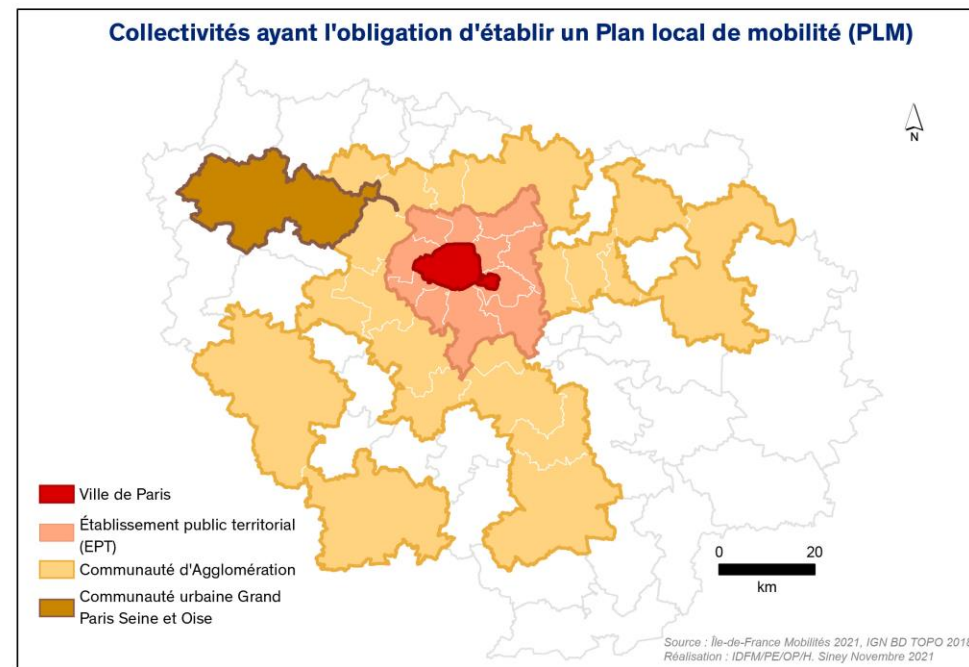 Collectivités ayant l'obligation d'établir un Plan local de mobilité (PLM)
N
Ville de Paris
Établissement public territorial
(EPT)
Communauté d'Agglomération
Communauté urbaine Grand
Paris Seine et Oise
0 20
km
Source : Île-de-France Mobilités 2021, IGN BD TOPO 2018
Réalisation : IDFM/PE/OP/H. Siney Novembre 2021